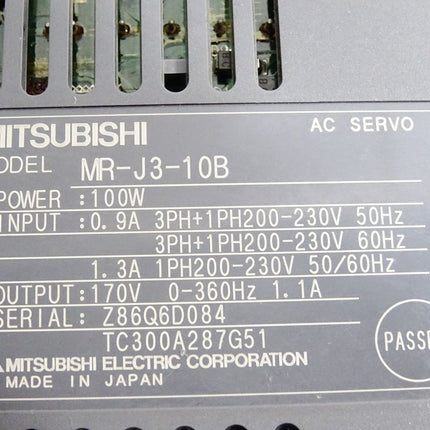 MITSUBISHI AC SERVO
MODEL MR-J3-10B
POWER :100W
INPUT :0.9A 3PH+1PH200-230V 50Hz
3PH+1PH200-230V 60Hz
1.3A 1PH200-230V 50/60Hz
OUTPUT:170V 0-360Hz 1.1A
SERIAL: Z86Q6D084
TC300A287G51
PASSE
MITSUBISHI ELECTRIC CORPORATION
MADE IN JAPAN